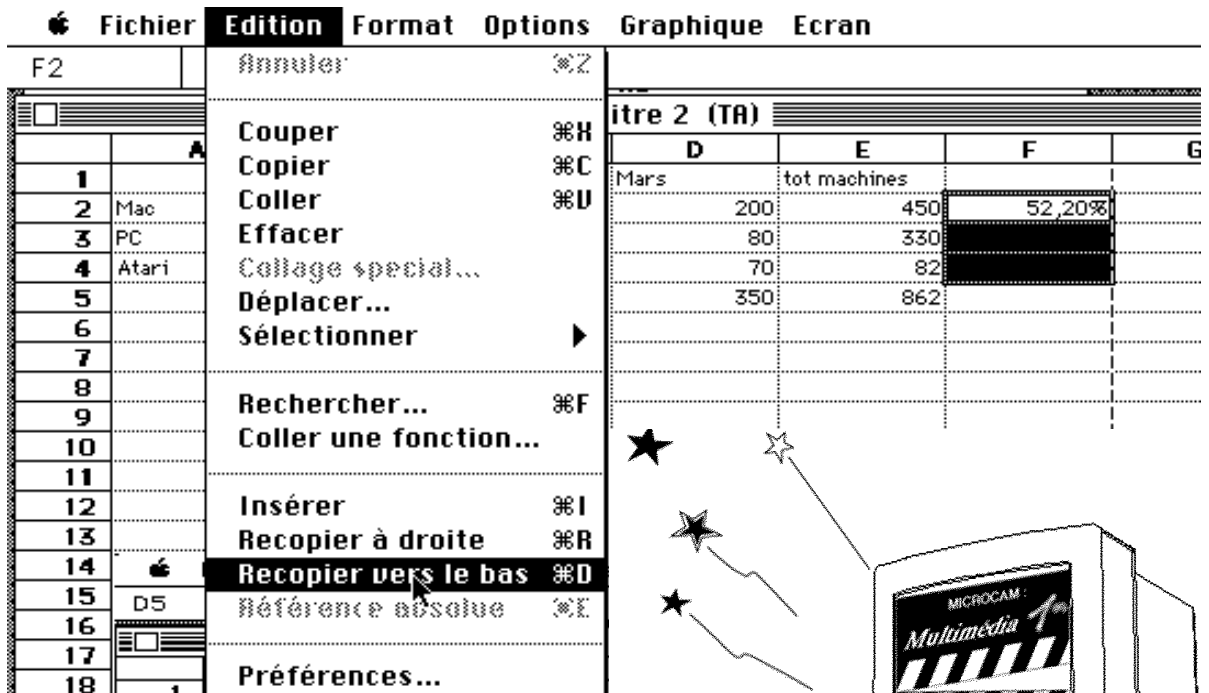 Fichier Edition Format Options Graphique Ecran
F2
Annuler ⌘Z
Couper ⌘X
Copier ⌘C
Coller ⌘V
Effacer
Collage special...
Déplacer...
Sélectionner
Rechercher... ⌘F
Coller une fonction...
Insérer ⌘I
Recopier à droite ⌘R
Recopier vers le bas ⌘D
Référence absolue ⌘E
Préférences...
itre 2 (TA)
A D E F G
1 Mars tot machines
2 Mac 200 450 52,20%
3 PC 80 330
4 Atari 70 82
5 350 862
6
7
8
9
10
11
12
13
14
15 D5
16
17
18 1
MICROCAM :
Multimédia 1